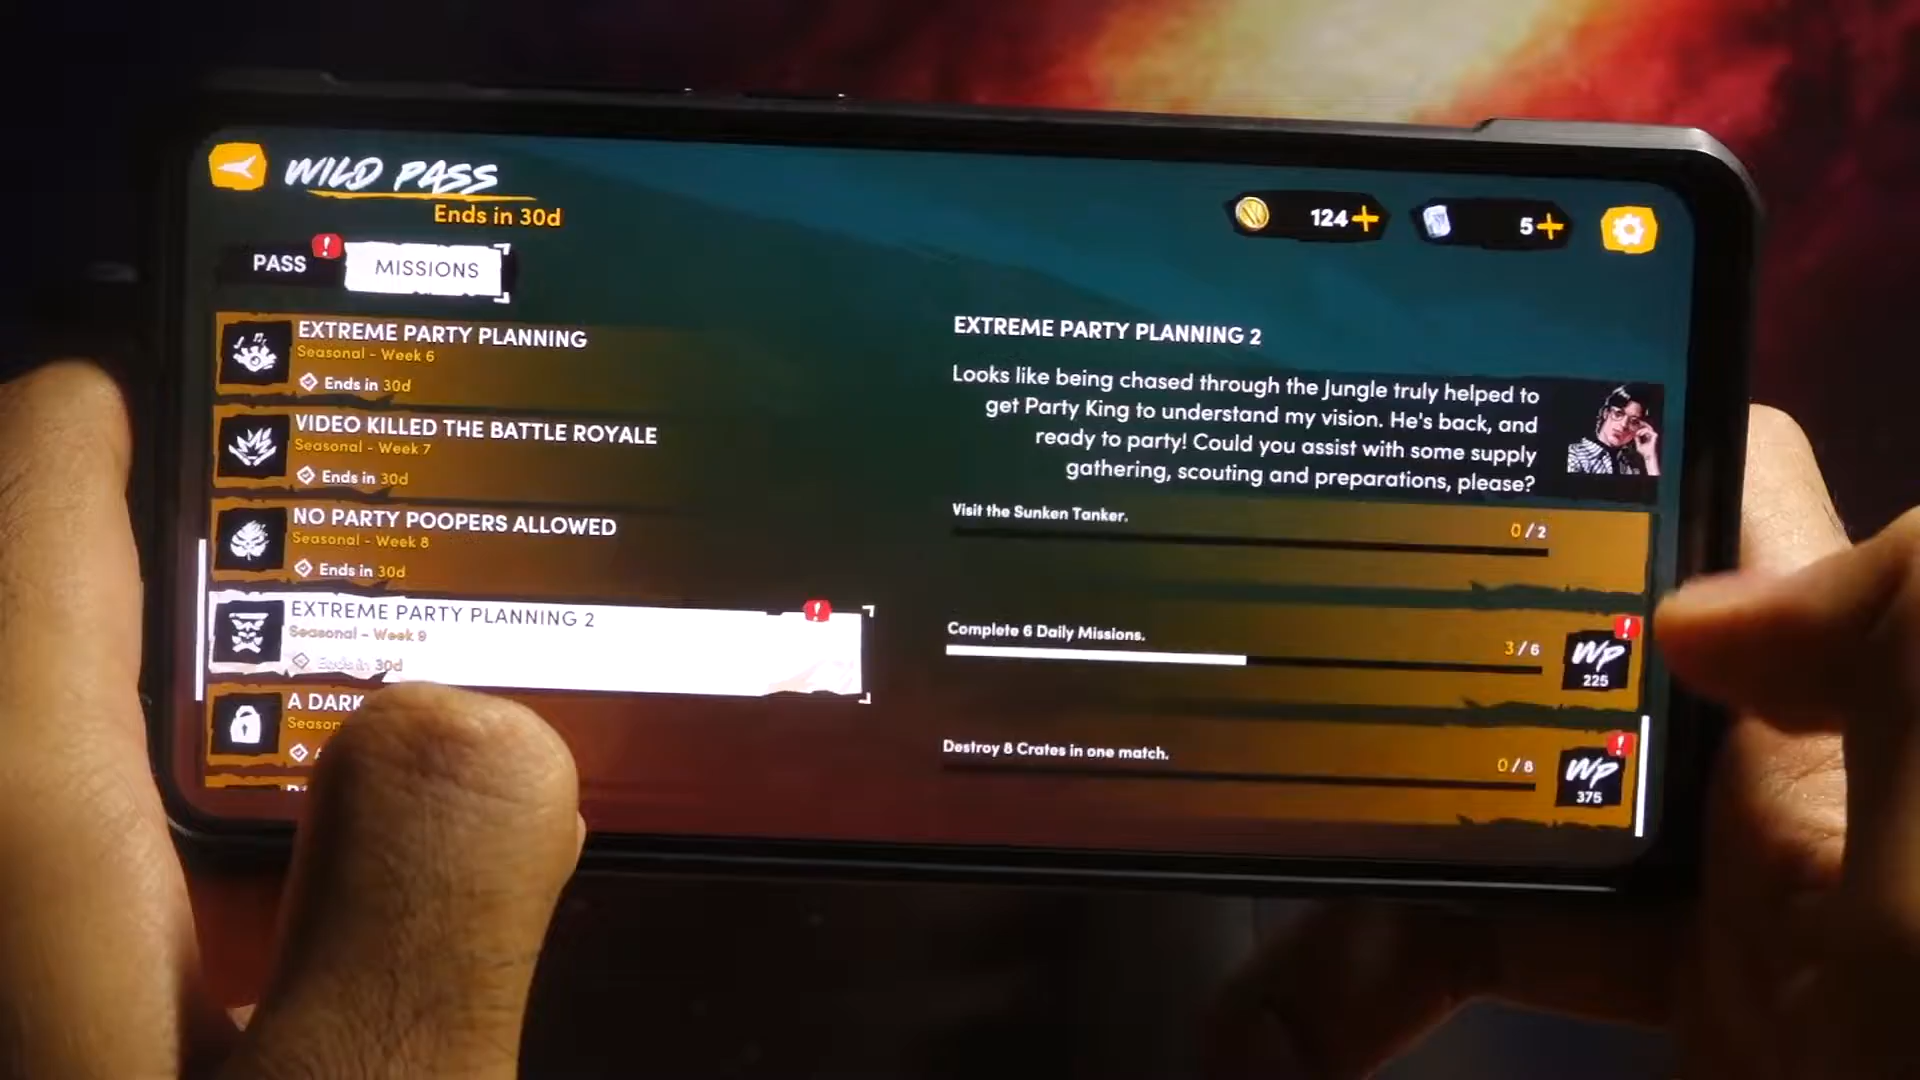 WILD PASS
Ends in 30d
124
5
PASS
MISSIONS
EXTREME PARTY PLANNING
Seasonal - Week 6
Ends in 30d
VIDEO KILLED THE BATTLE ROYALE
Seasonal - Week 7
Ends in 30d
NO PARTY POOPERS ALLOWED
Seasonal - Week 8
Ends in 30d
EXTREME PARTY PLANNING 2
Seasonal - Week 9
Ends in 30d
A DARK
EXTREME PARTY PLANNING 2
Looks like being chased through the Jungle truly helped to
get Party King to understand my vision. He's back, and
ready to party! Could you assist with some supply
gathering, scouting and preparations, please?
Visit the Sunken Tanker.
0/2
Complete 6 Daily Missions.
3/6
WP
225
Destroy 8 Crates in one match.
0/8
WP
375